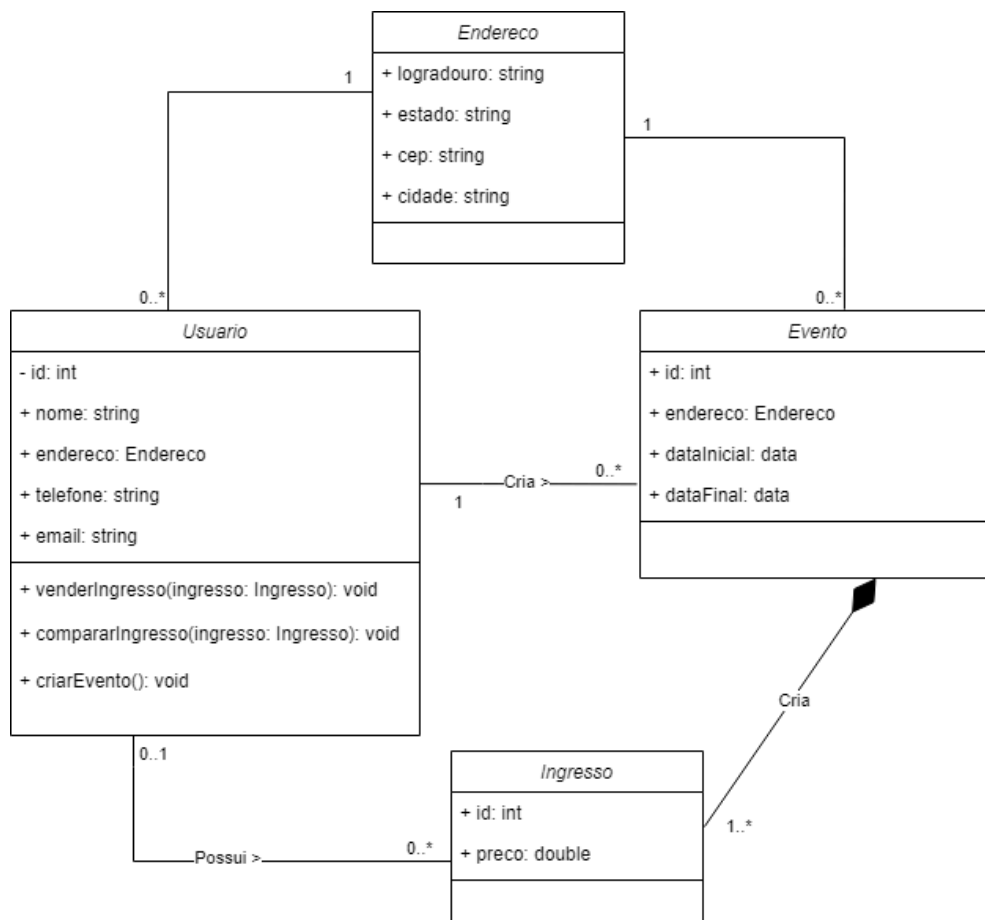 Endereco
+ logradouro: string
+ estado: string
+ cep: string
+ cidade: string
1
1
0..*
0..*
Usuario
- id: int
+ nome: string
+ endereco: Endereco
+ telefone: string
+ email: string
+ venderIngresso(ingresso: Ingresso): void
+ compararIngresso(ingresso: Ingresso): void
+ criarEvento(): void
1
Cria >
0..*
Evento
+ id: int
+ endereco: Endereco
+ dataInicial: data
+ dataFinal: data
Cria
1..*
0..1
Possui >
0..*
Ingresso
+ id: int
+ preco: double